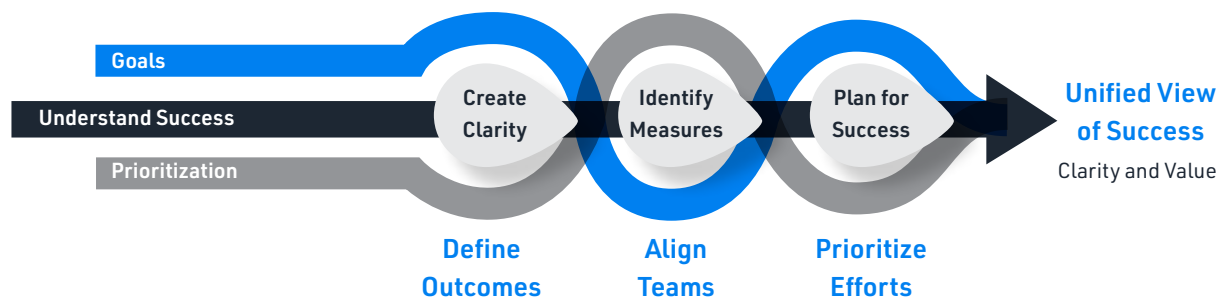 Goals
Understand Success
Prioritization
Create
Clarity
Identify
Measures
Plan for
Success
Unified View
of Success
Clarity and Value
Define
Outcomes
Align
Teams
Prioritize
Efforts